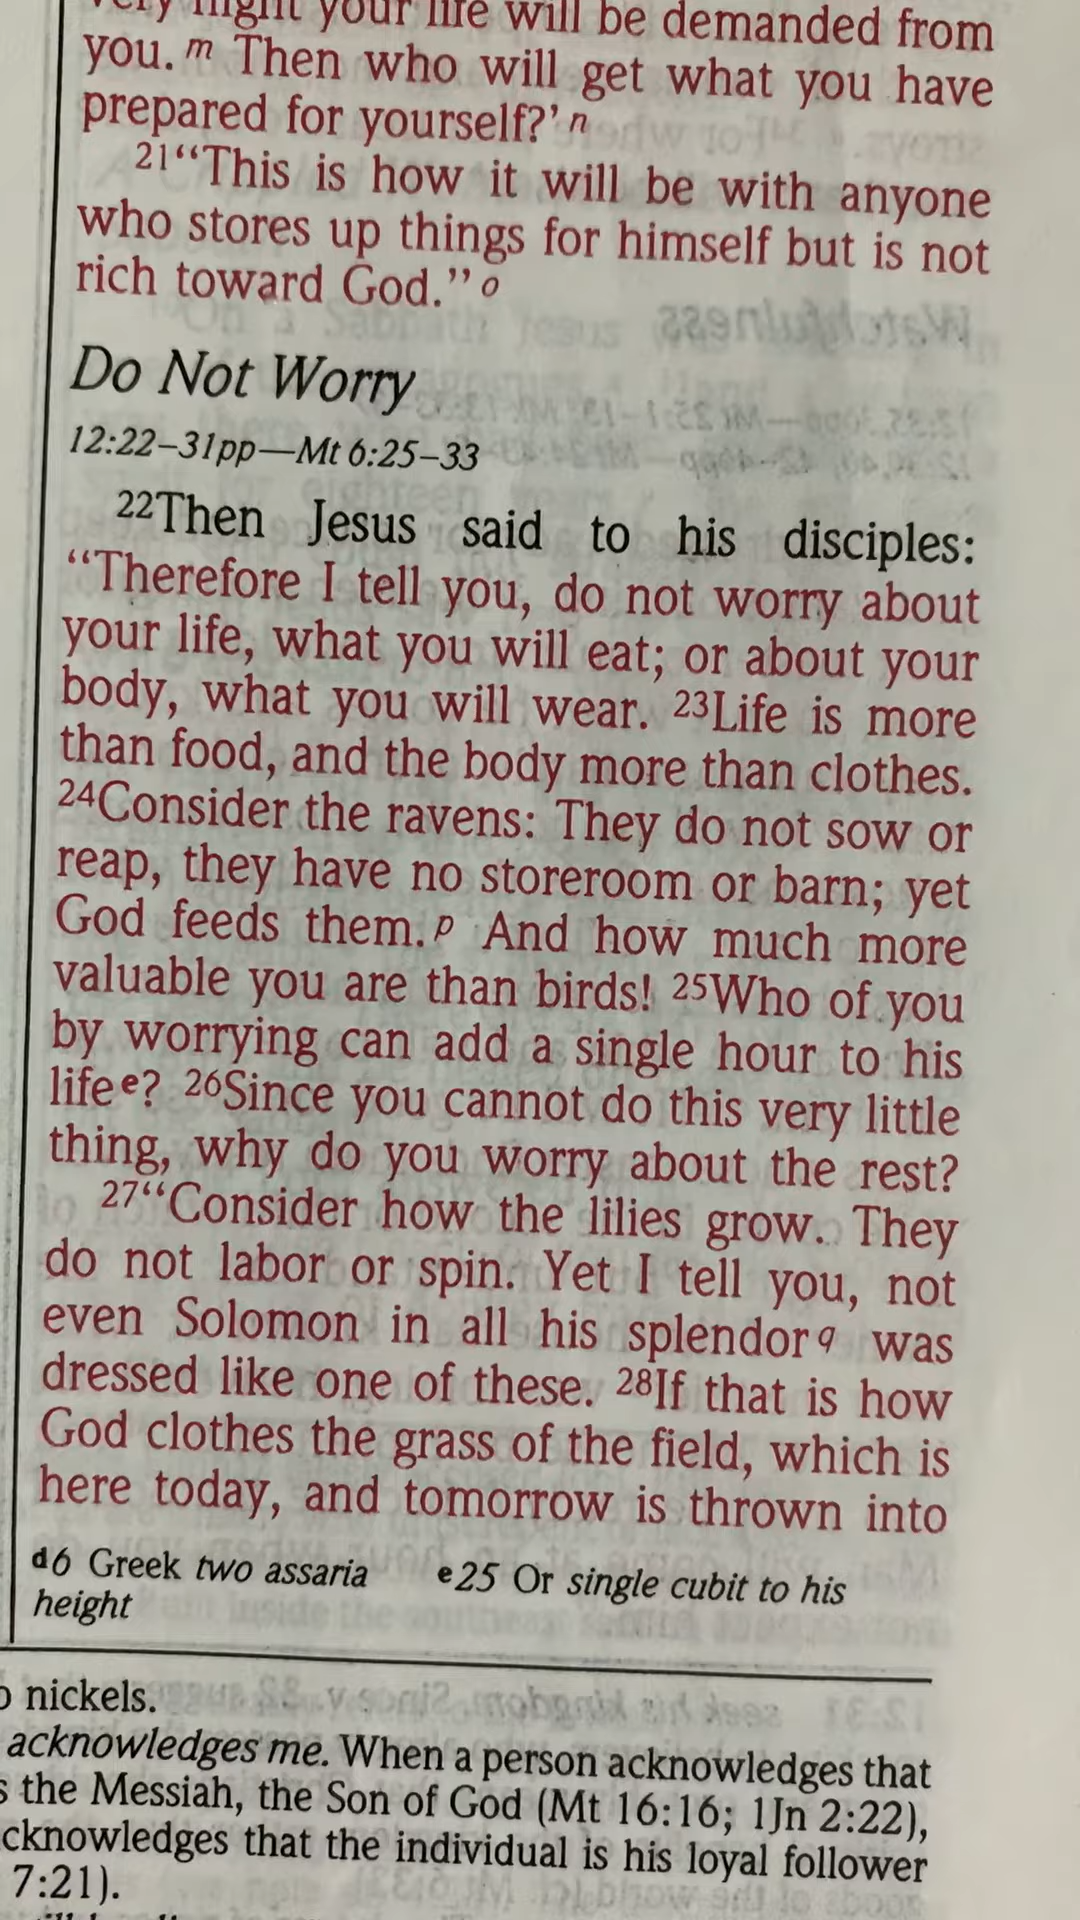 very night your life will be demanded from
you. m Then who will get what you have
prepared for yourself?’ n
21“This is how it will be with anyone
who stores up things for himself but is not
rich toward God.” o
Do Not Worry
12:22–31pp—Mt 6:25–33
22Then Jesus said to his disciples:
“Therefore I tell you, do not worry about
your life, what you will eat; or about your
body, what you will wear. 23Life is more
than food, and the body more than clothes.
24Consider the ravens: They do not sow or
reap, they have no storeroom or barn; yet
God feeds them. p And how much more
valuable you are than birds! 25Who of you
by worrying can add a single hour to his
life e? 26Since you cannot do this very little
thing, why do you worry about the rest?
27“Consider how the lilies grow. They
do not labor or spin. Yet I tell you, not
even Solomon in all his splendor q was
dressed like one of these. 28If that is how
God clothes the grass of the field, which is
here today, and tomorrow is thrown into
d6 Greek two assaria e25 Or single cubit to his
height
nickels.
acknowledges me. When a person acknowledges that
the Messiah, the Son of God (Mt 16:16; 1Jn 2:22),
cknowledges that the individual is his loyal follower
7:21).